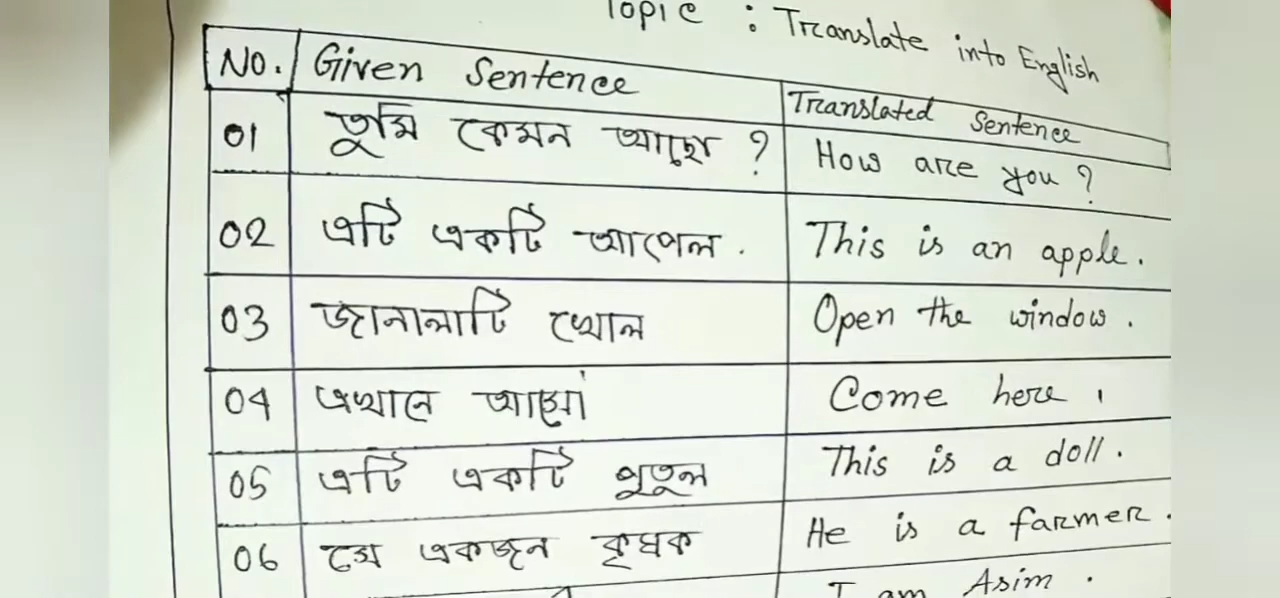 Topic : Translate into English
No. Given Sentence Translated Sentence
01 তুমি কেমন আছো ? How are you ?
02 এটি একটি আপেল . This is an apple.
03 জানালাটি খোল Open the window .
04 এখানে আসো Come here .
05 এটি একটি পুতুল This is a doll .
06 সে একজন কৃষক He is a farmer .
I am Asim .